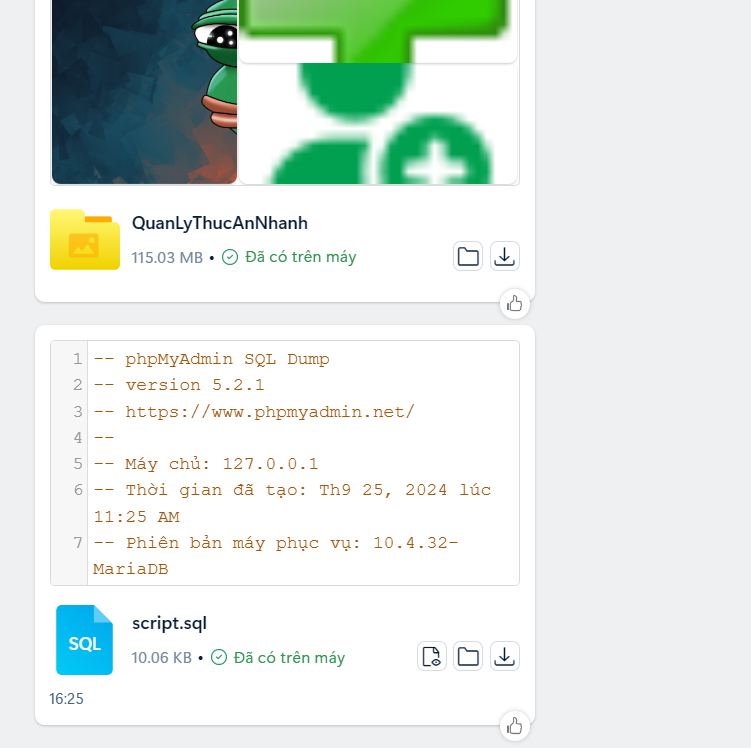 QuanLyThucAnNhanh
115.03 MB • Đã có trên máy
1 -- phpMyAdmin SQL Dump
2 -- version 5.2.1
3 -- https://www.phpmyadmin.net/
4 --
5 -- Máy chủ: 127.0.0.1
6 -- Thời gian đã tạo: Th9 25, 2024 lúc
11:25 AM
7 -- Phiên bản máy phục vụ: 10.4.32-
MariaDB
SQL
script.sql
10.06 KB • Đã có trên máy
16:25